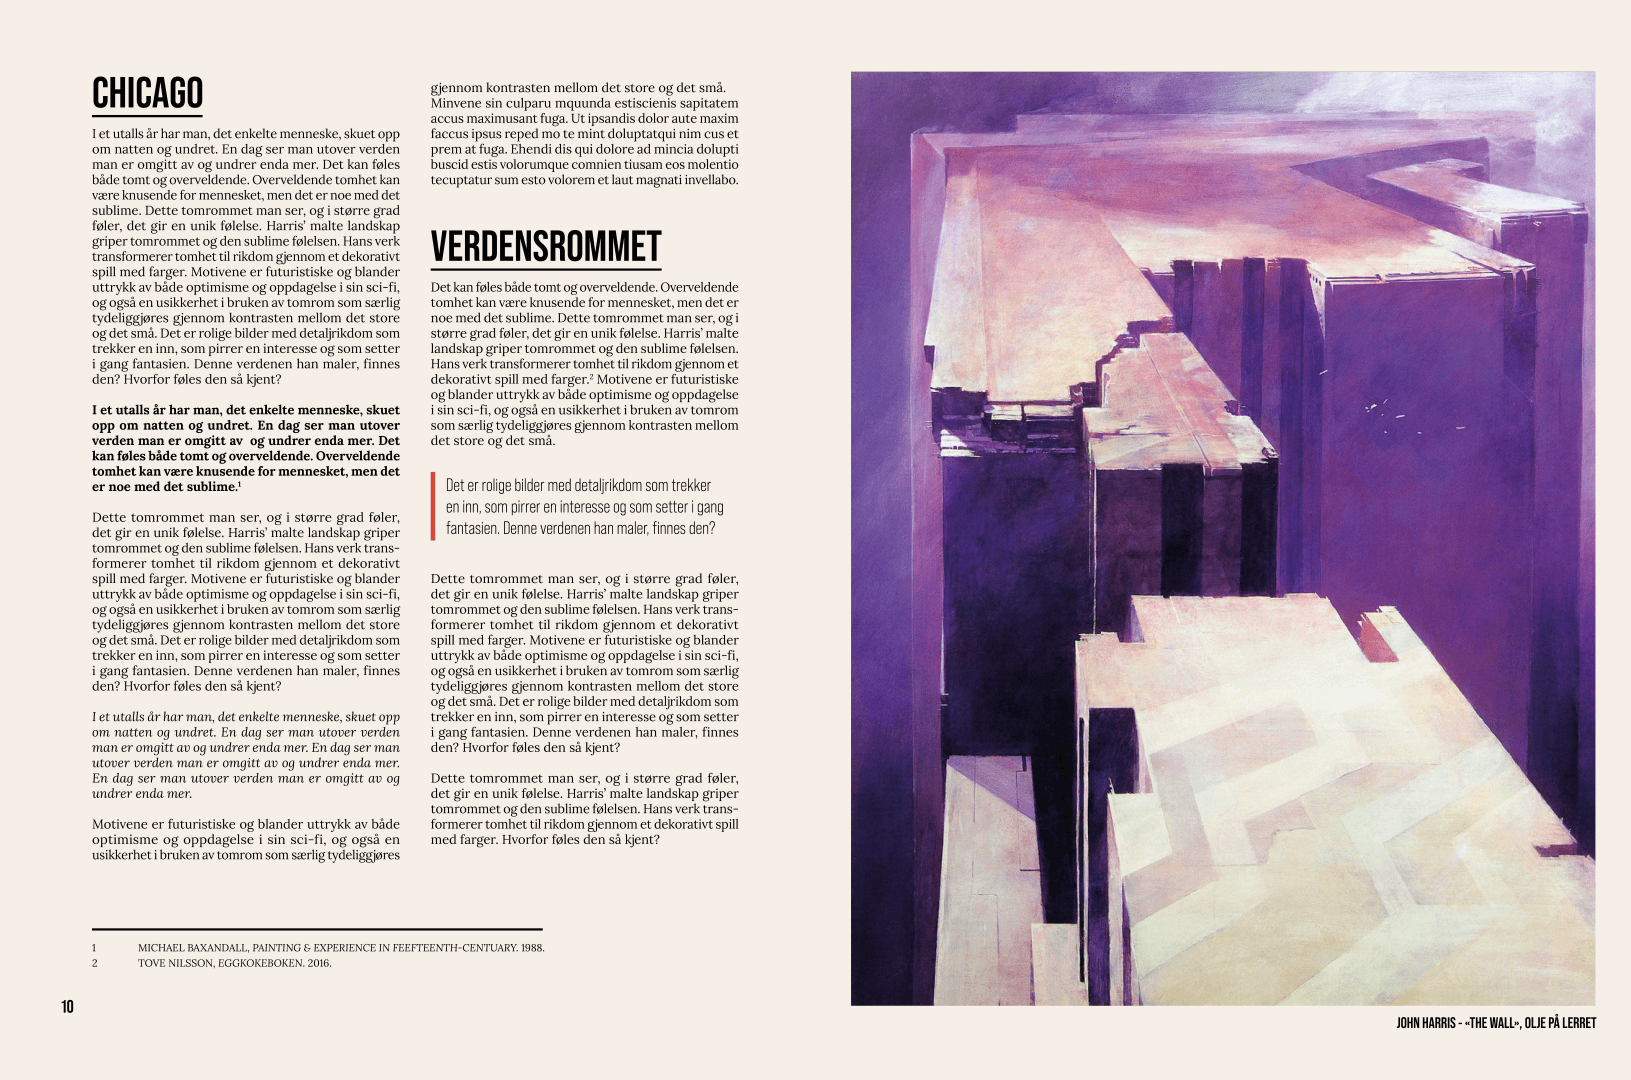 CHICAGO
I et utalls år har man, det enkelte menneske, skuet opp
om natten og undret. En dag ser man utover verden
man er omgitt av og undrer enda mer. Det kan føles
både tomt og overveldende. Overveldende tomhet kan
være knusende for mennesket, men det er noe med det
sublime. Dette tomrommet man ser, og i større grad
føler, det gir en unik følelse. Harris’ malte landskap
griper tomrommet og den sublime følelsen. Hans verk
transformerer tomhet til rikdom gjennom et dekorativt
spill med farger. Motivene er futuristiske og blander
uttrykk av både optimisme og oppdagelse i sin sci-fi,
og også en usikkerhet i bruken av tomrom som særlig
tydeliggjøres gjennom kontrasten mellom det store
og det små. Det er rolige bilder med detaljrikdom som
trekker en inn, som pirrer en interesse og som setter
i gang fantasien. Denne verdenen han maler, finnes
den? Hvorfor føles den så kjent?
I et utalls år har man, det enkelte menneske, skuet
opp om natten og undret. En dag ser man utover
verden man er omgitt av og undrer enda mer. Det
kan føles både tomt og overveldende. Overveldende
tomhet kan være knusende for mennesket, men det
er noe med det sublime.¹
Dette tomrommet man ser, og i større grad føler,
det gir en unik følelse. Harris’ malte landskap griper
tomrommet og den sublime følelsen. Hans verk trans-
formerer tomhet til rikdom gjennom et dekorativt
spill med farger. Motivene er futuristiske og blander
uttrykk av både optimisme og oppdagelse i sin sci-fi,
og også en usikkerhet i bruken av tomrom som særlig
tydeliggjøres gjennom kontrasten mellom det store
og det små. Det er rolige bilder med detaljrikdom som
trekker en inn, som pirrer en interesse og som setter
i gang fantasien. Denne verdenen han maler, finnes
den? Hvorfor føles den så kjent?
I et utalls år har man, det enkelte menneske, skuet opp
om natten og undret. En dag ser man utover verden
man er omgitt av og undrer enda mer. En dag ser man
utover verden man er omgitt av og undrer enda mer.
En dag ser man utover verden man er omgitt av og
undrer enda mer.
Motivene er futuristiske og blander uttrykk av både
optimisme og oppdagelse i sin sci-fi, og også en
usikkerhet i bruken av tomrom som særlig tydeliggjøres
gjennom kontrasten mellom det store og det små.
Minvene sin culparu mquunda estiscienis sapitatem
accus maximusant fuga. Ut ipsandis dolor aute maxim
faccus ipsus reped mo te mint doluptatqui nim cus et
prem at fuga. Ehendi dis qui dolore ad mincia dolupti
buscid estis volorumque comnien tiusam eos molentio
tecuptatur sum esto volorem et laut magnati invellabo.
VERDENSROMMET
Det kan føles både tomt og overveldende. Overveldende
tomhet kan være knusende for mennesket, men det er
noe med det sublime. Dette tomrommet man ser, og i
større grad føler, det gir en unik følelse. Harris’ malte
landskap griper tomrommet og den sublime følelsen.
Hans verk transformerer tomhet til rikdom gjennom et
dekorativt spill med farger.² Motivene er futuristiske
og blander uttrykk av både optimisme og oppdagelse
i sin sci-fi, og også en usikkerhet i bruken av tomrom
som særlig tydeliggjøres gjennom kontrasten mellom
det store og det små.
Det er rolige bilder med detaljrikdom som trekker
en inn, som pirrer en interesse og som setter i gang
fantasien. Denne verdenen han maler, finnes den?
Dette tomrommet man ser, og i større grad føler,
det gir en unik følelse. Harris’ malte landskap griper
tomrommet og den sublime følelsen. Hans verk trans-
formerer tomhet til rikdom gjennom et dekorativt
spill med farger. Motivene er futuristiske og blander
uttrykk av både optimisme og oppdagelse i sin sci-fi,
og også en usikkerhet i bruken av tomrom som særlig
tydeliggjøres gjennom kontrasten mellom det store
og det små. Det er rolige bilder med detaljrikdom som
trekker en inn, som pirrer en interesse og som setter
i gang fantasien. Denne verdenen han maler, finnes
den? Hvorfor føles den så kjent?
Dette tomrommet man ser, og i større grad føler,
det gir en unik følelse. Harris’ malte landskap griper
tomrommet og den sublime følelsen. Hans verk trans-
formerer tomhet til rikdom gjennom et dekorativt spill
med farger. Hvorfor føles den så kjent?
1 MICHAEL BAXANDALL, PAINTING & EXPERIENCE IN FEEFTEENTH-CENTUARY. 1988.
2 TOVE NILSSON, EGGKOKEBOKEN. 2016.
10
JOHN HARRIS - «THE WALL», OLJE PÅ LERRET